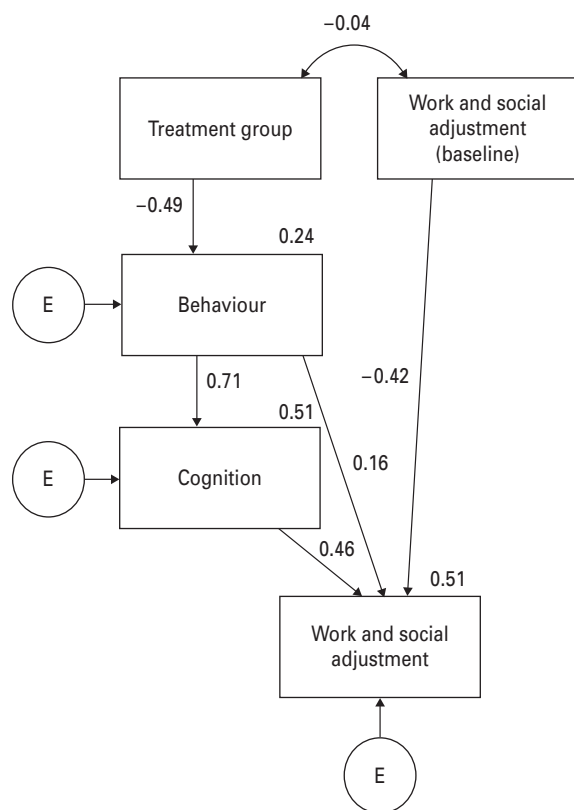 −0.04
Treatment group
Work and social
adjustment
(baseline)
−0.49
0.24
E
Behaviour
0.71
0.51
−0.42
0.16
E
Cognition
0.46
0.51
Work and social
adjustment
E